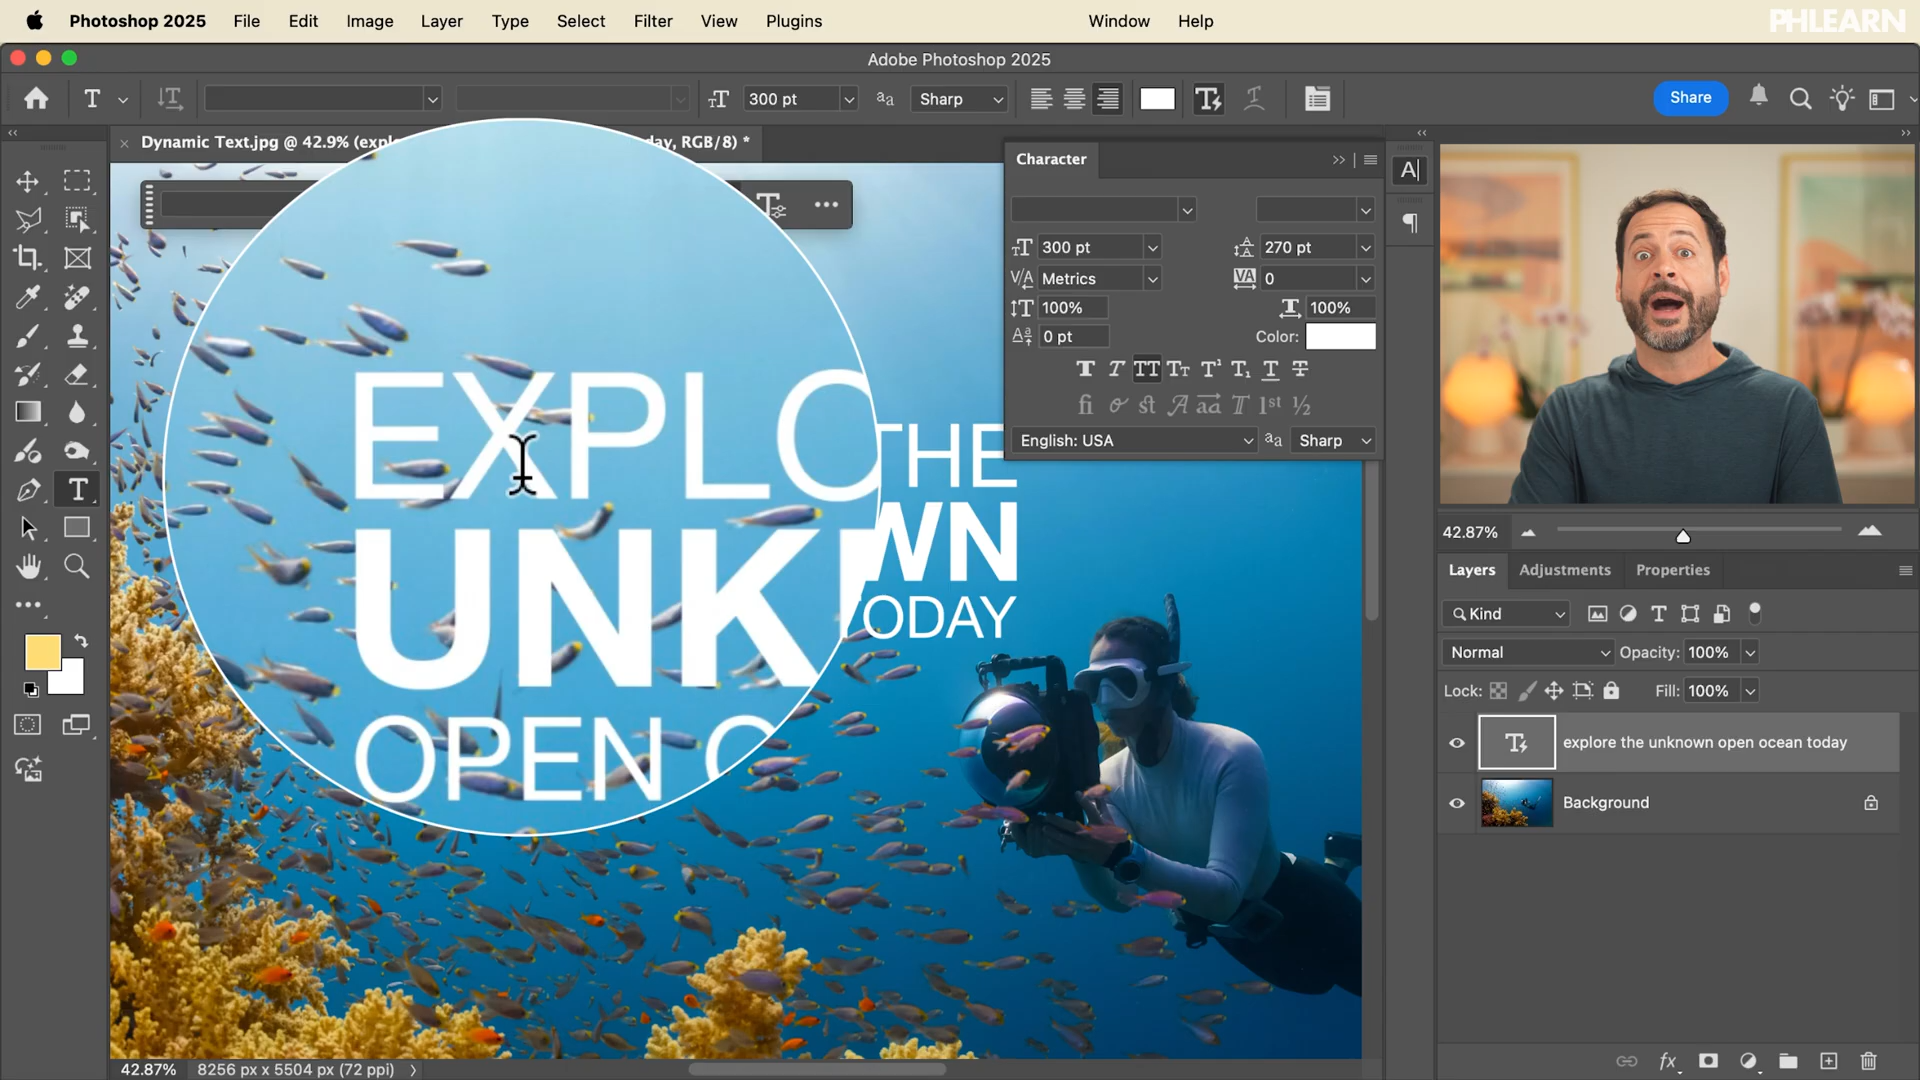 Photoshop 2025 File Edit Image Layer Type Select Filter View Plugins Window Help PHLEARN
Adobe Photoshop 2025
300 pt Sharp Share
Dynamic Text.jpg @ 42.9% (expl day, RGB/8) *
Character
300 pt 270 pt
Metrics 0
100% 100%
0 pt Color:
English: USA Sharp
EXPLO THE
UNK WN
OPEN O TODAY
42.87%
Layers Adjustments Properties
Kind
Normal Opacity: 100%
Lock: Fill: 100%
explore the unknown open ocean today
Background
42.87% 8256 px x 5504 px (72 ppi)